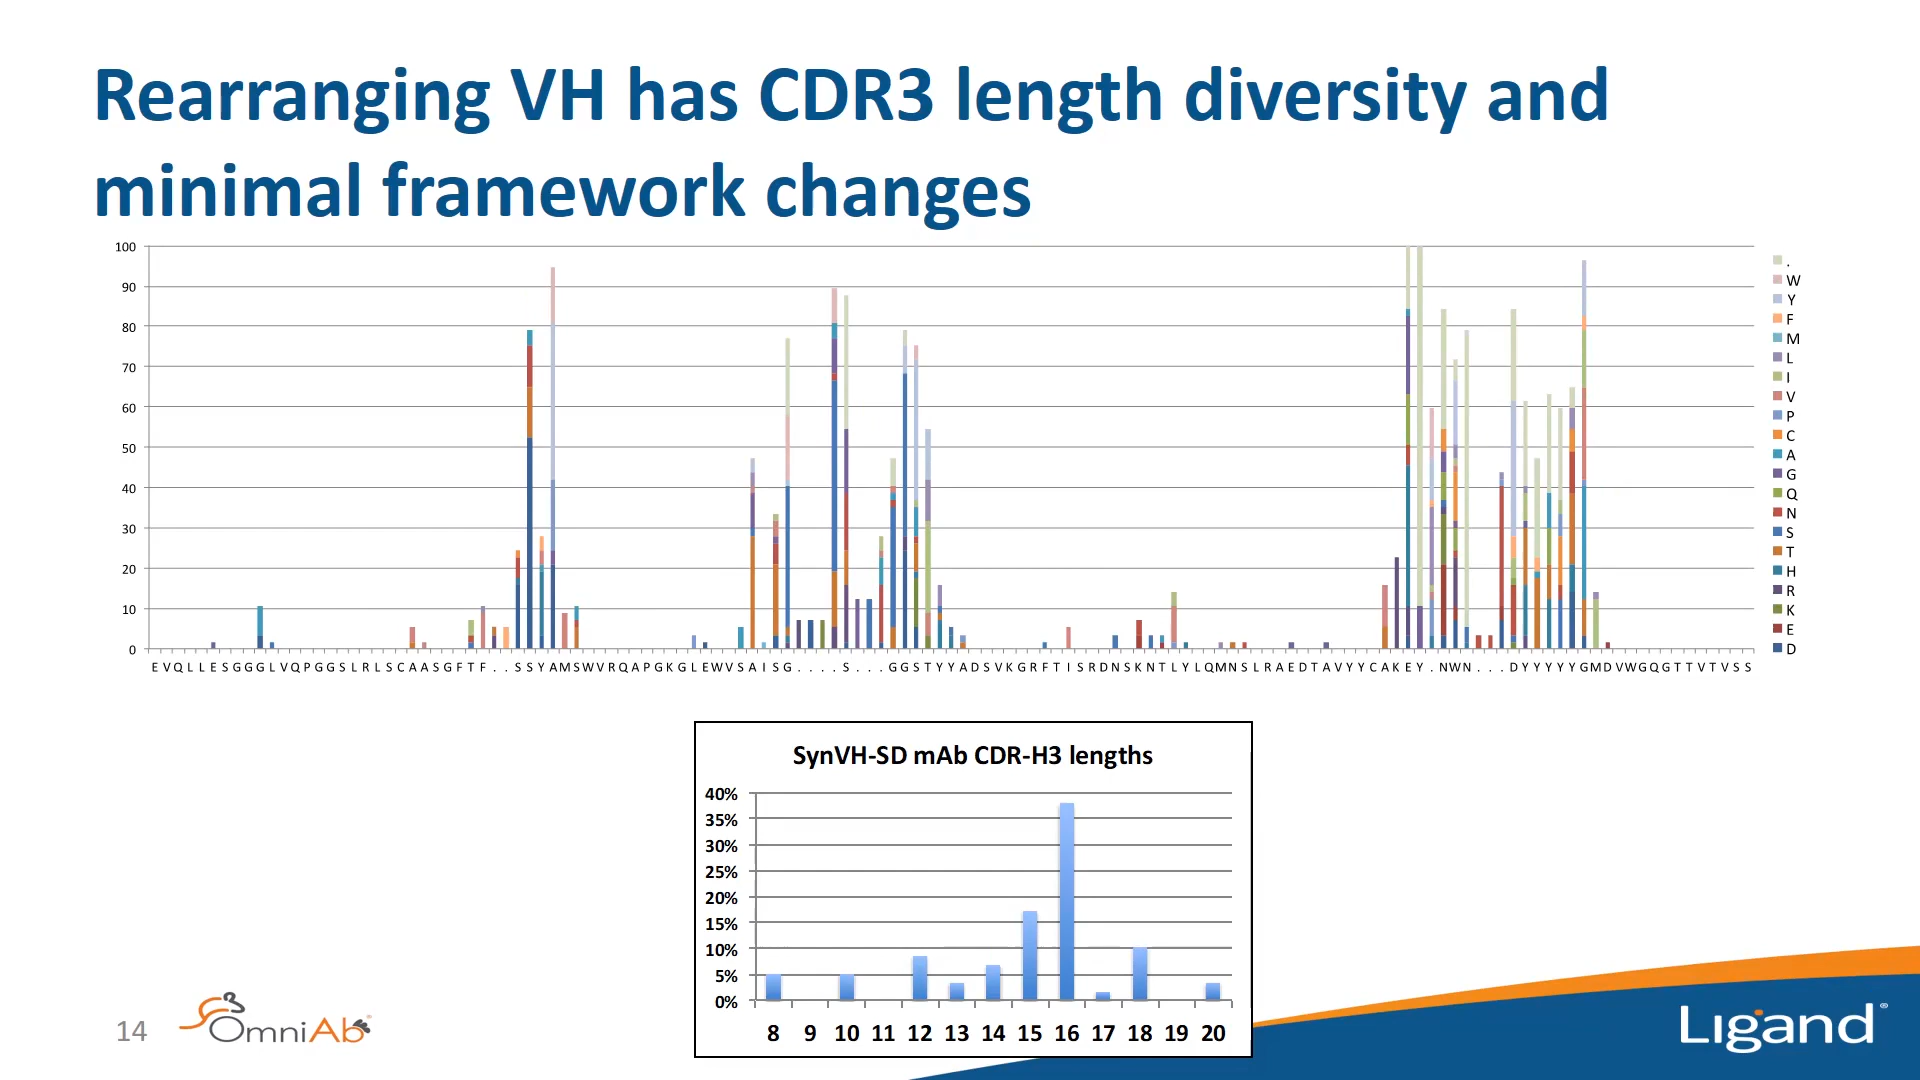 Rearranging VH has CDR3 length diversity and
minimal framework changes
100
90
80
70
60
50
40
30
20
10
0
E V Q L L E S G G G L V Q P G G S L R L S C A A S G F T F . . S S Y A M S W V R Q A P G K G L E W V S A I S G . . . . S . . . G G S T Y Y A D S V K G R F T I S R D N S K N T L Y L Q M N S L R A E D T A V Y Y C A K E Y . N W N . . . D Y Y Y Y Y G M D V W G Q G T T V T V S S
.
W
Y
F
M
L
I
V
P
C
A
G
Q
N
S
T
H
R
K
E
D
SynVH-SD mAb CDR-H3 lengths
40%
35%
30%
25%
20%
15%
10%
5%
0%
8 9 10 11 12 13 14 15 16 17 18 19 20
14
OmniAb
Ligand®